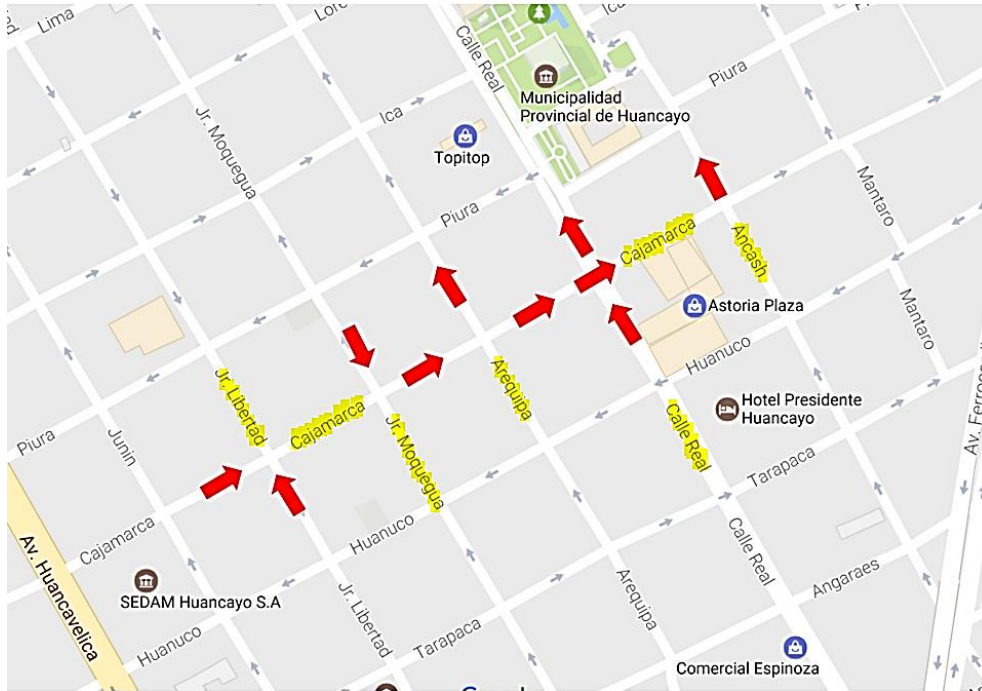 Lima
Ica
Calle Real
Piura
Municipalidad
Provincial de Huancayo
Ica
Jr. Moquegua
Topitop
Mantaro
Piura
Cajamarca
Ancash
Astoria Plaza
Mantaro
Huanuco
Jr. Libertad
Arequipa
Cajamarca
Hotel Presidente
Huancayo
Piura
Junin
Jr. Moquegua
Calle Real
Av. Ferroca
Tarapaca
Cajamarca
Huanuco
Calle Real
Av. Huancavelica
SEDAM Huancayo S.A
Jr. Libertad
Arequipa
Angaraes
Huanuco
Tarapaca
Comercial Espinoza